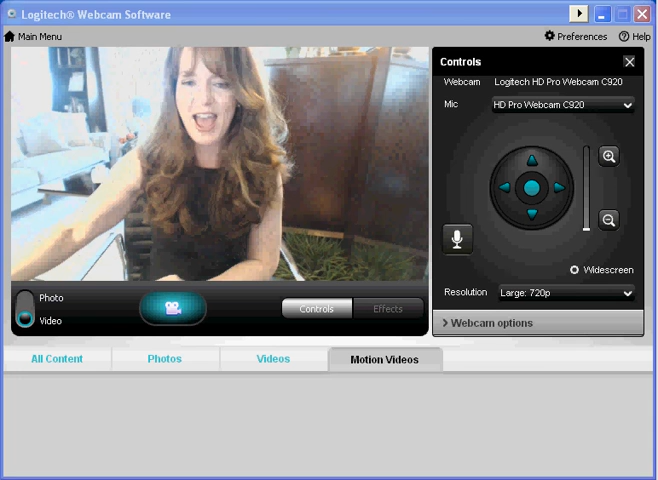 Logitech® Webcam Software
Main Menu
Preferences
Help
Controls
Webcam Logitech HD Pro Webcam C920
Mic HD Pro Webcam C920
Widescreen
Resolution Large: 720p
Webcam options
Photo
Video
Controls Effects
All Content Photos Videos Motion Videos